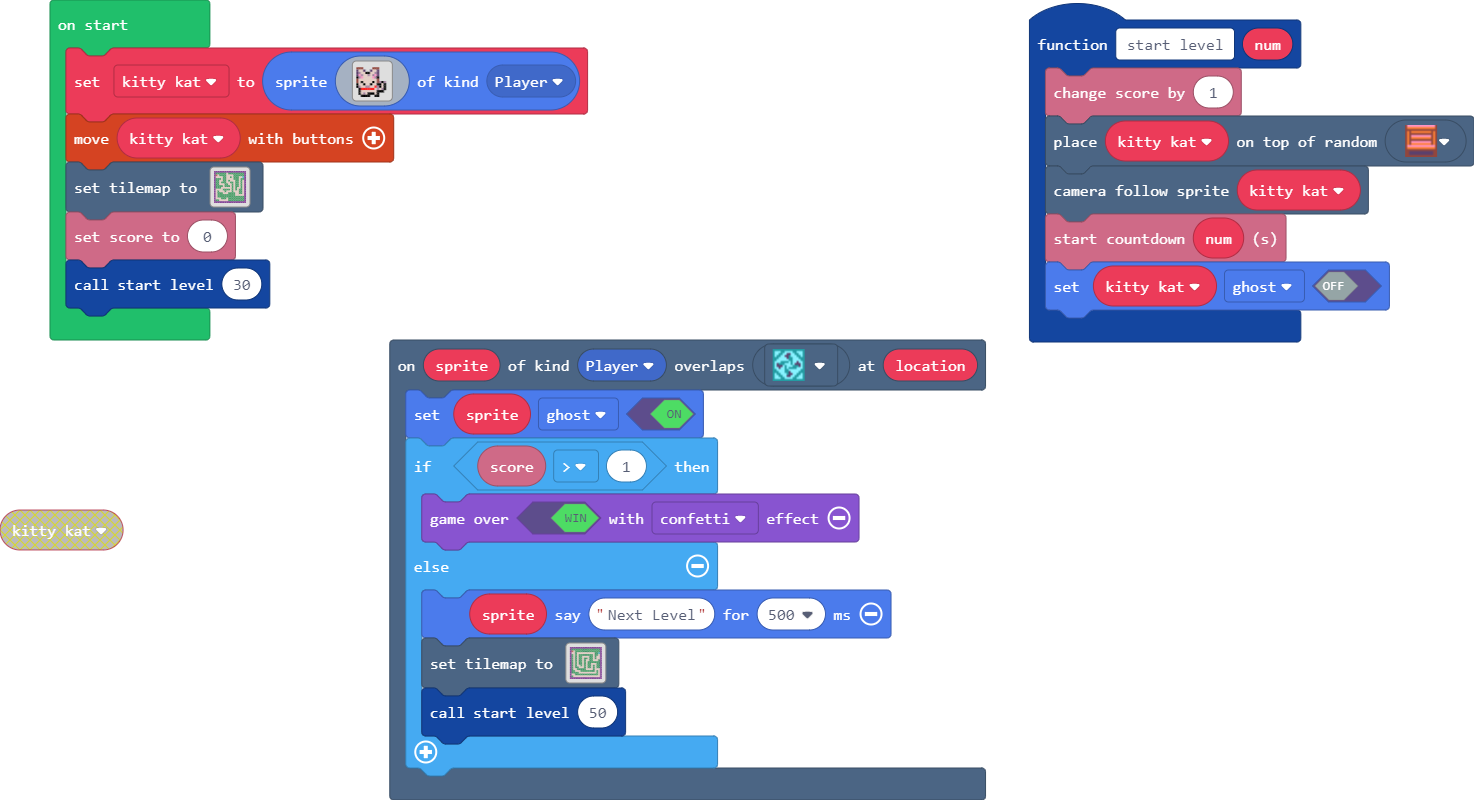 on start
set kitty kat to sprite of kind Player
move kitty kat with buttons
set tilemap to
set score to 0
call start level 30
function start level num
change score by 1
place kitty kat on top of random
camera follow sprite kitty kat
start countdown num (s)
set kitty kat ghost OFF
on sprite of kind Player overlaps at location
set sprite ghost ON
if score > 1 then
game over WIN with confetti effect
else
sprite say "Next Level" for 500 ms
set tilemap to
call start level 50
kitty kat